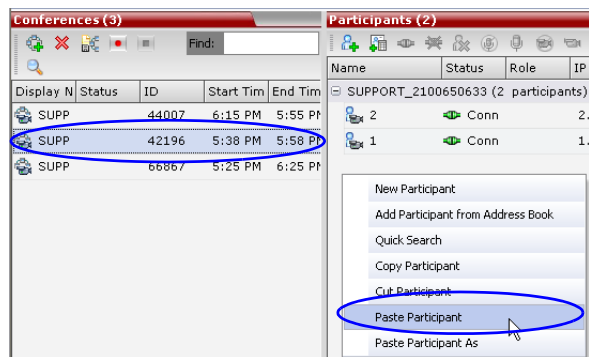 Conferences (3)
Find:
Display N Status ID Start Tim End Tim
SUPP 44007 6:15 PM 5:55 PM
SUPP 42196 5:38 PM 5:58 PM
SUPP 66867 5:25 PM 6:25 PM
Participants (2)
Name Status Role IP
SUPPORT_2100650633 (2 participants)
2 Conn 2.
1 Conn 1.
New Participant
Add Participant from Address Book
Quick Search
Copy Participant
Cut Participant
Paste Participant
Paste Participant As